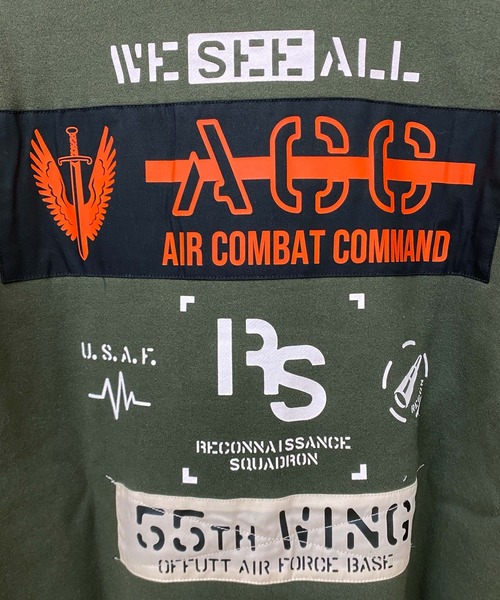 WE SEE ALL
ACC
AIR COMBAT COMMAND
U.S.A.F.
RS
RECONNAISSANCE
SQUADRON
55TH WING
OFFUTT AIR FORCE BASE